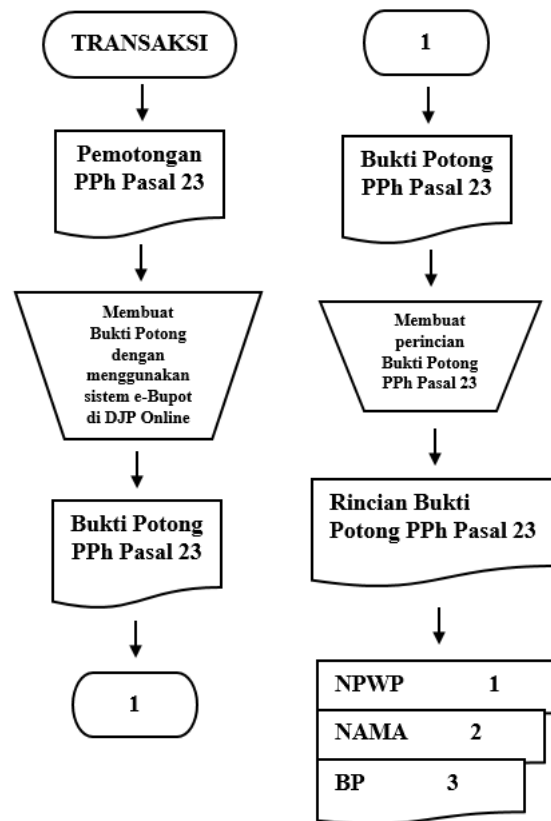 TRANSAKSI
Pemotongan
PPh Pasal 23
Membuat
Bukti Potong
dengan
menggunakan
sistem e-Bupot
di DJP Online
Bukti Potong
PPh Pasal 23
1
1
Bukti Potong
PPh Pasal 23
Membuat
perincian
Bukti Potong
PPh Pasal 23
Rincian Bukti
Potong PPh Pasal 23
NPWP 1
NAMA 2
BP 3